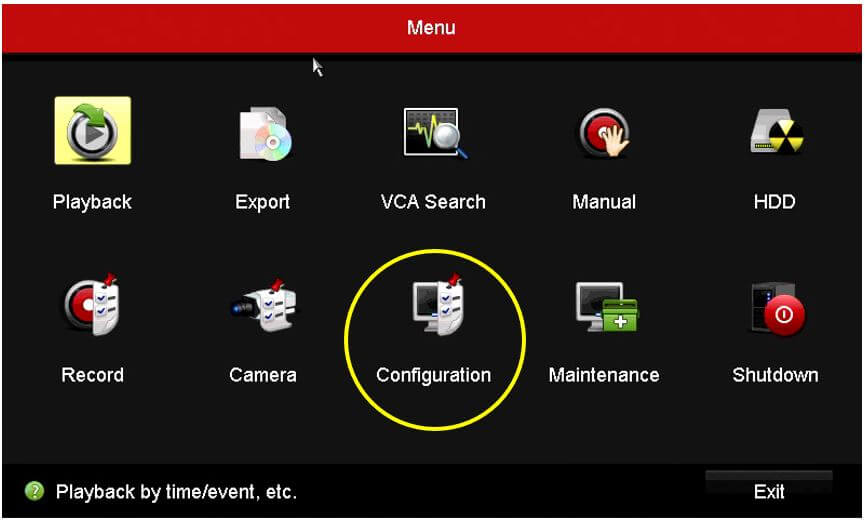 Menu
Playback Export VCA Search Manual HDD
Record Camera Configuration Maintenance Shutdown
? Playback by time/event, etc. Exit